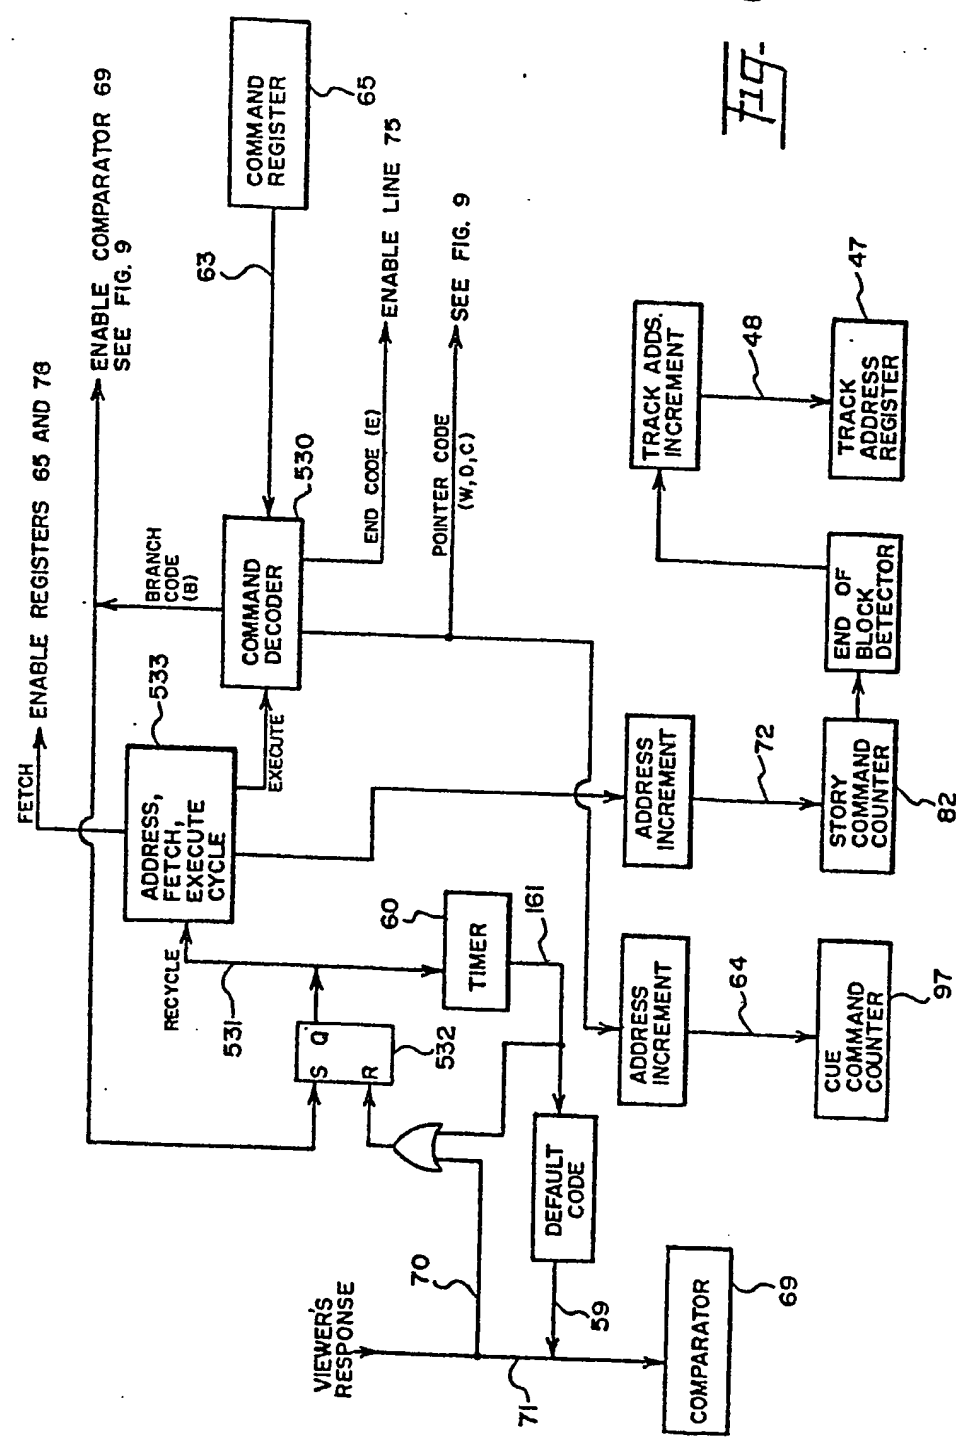 FETCH
ENABLE REGISTERS 65 AND 78
ENABLE COMPARATOR 69
SEE FIG. 9
BRANCH
CODE
(B)
533
ADDRESS,
FETCH,
EXECUTE
CYCLE
EXECUTE
COMMAND
DECODER
530
63
COMMAND
REGISTER
65
END CODE (E)
ENABLE LINE 75
POINTER CODE
(W,D,C)
SEE FIG. 9
RECYCLE
531
S Q
R
532
60
TIMER
161
VIEWER'S
RESPONSE
70
71
59
DEFAULT
CODE
COMPARATOR
69
ADDRESS
INCREMENT
64
CUE
COMMAND
COUNTER
97
ADDRESS
INCREMENT
72
STORY
COMMAND
COUNTER
82
END OF
BLOCK
DETECTOR
TRACK ADDS.
INCREMENT
48
TRACK
ADDRESS
REGISTER
47
Fig.